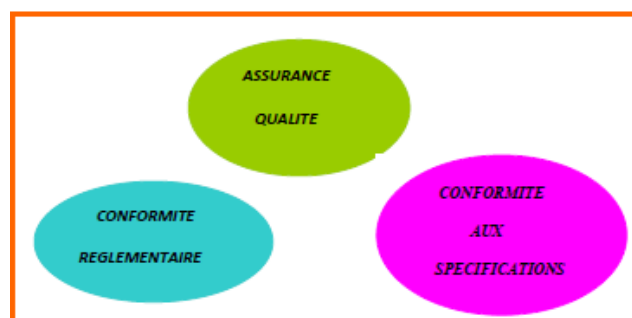 ASSURANCE
QUALITE
CONFORMITE
REGLEMENTAIRE
CONFORMITE
AUX
SPECIFICATIONS